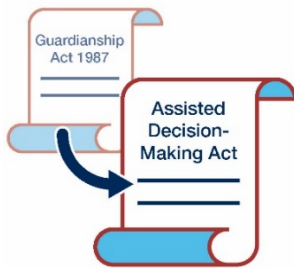 Guardianship
Act 1987
Assisted
Decision-
Making Act